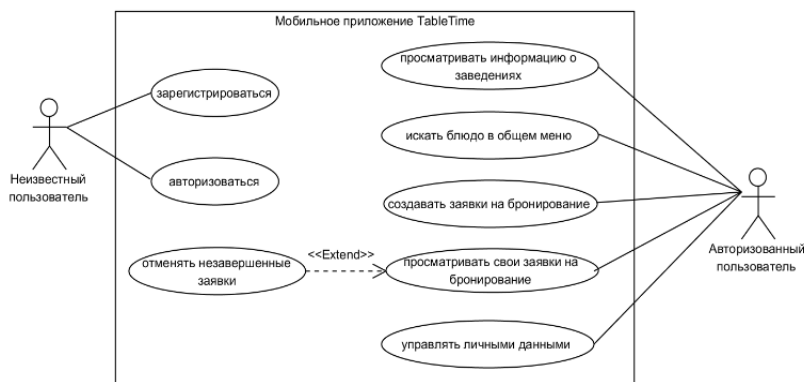 Мобильное приложение TableTime
просматривать информацию о
заведениях
зарегистрироваться
искать блюдо в общем меню
Неизвестный
пользователь
авторизоваться
создавать заявки на бронирование
Авторизованный
пользователь
отменять незавершенные
заявки
<<Extend>>
просматривать свои заявки на
бронирование
управлять личными данными